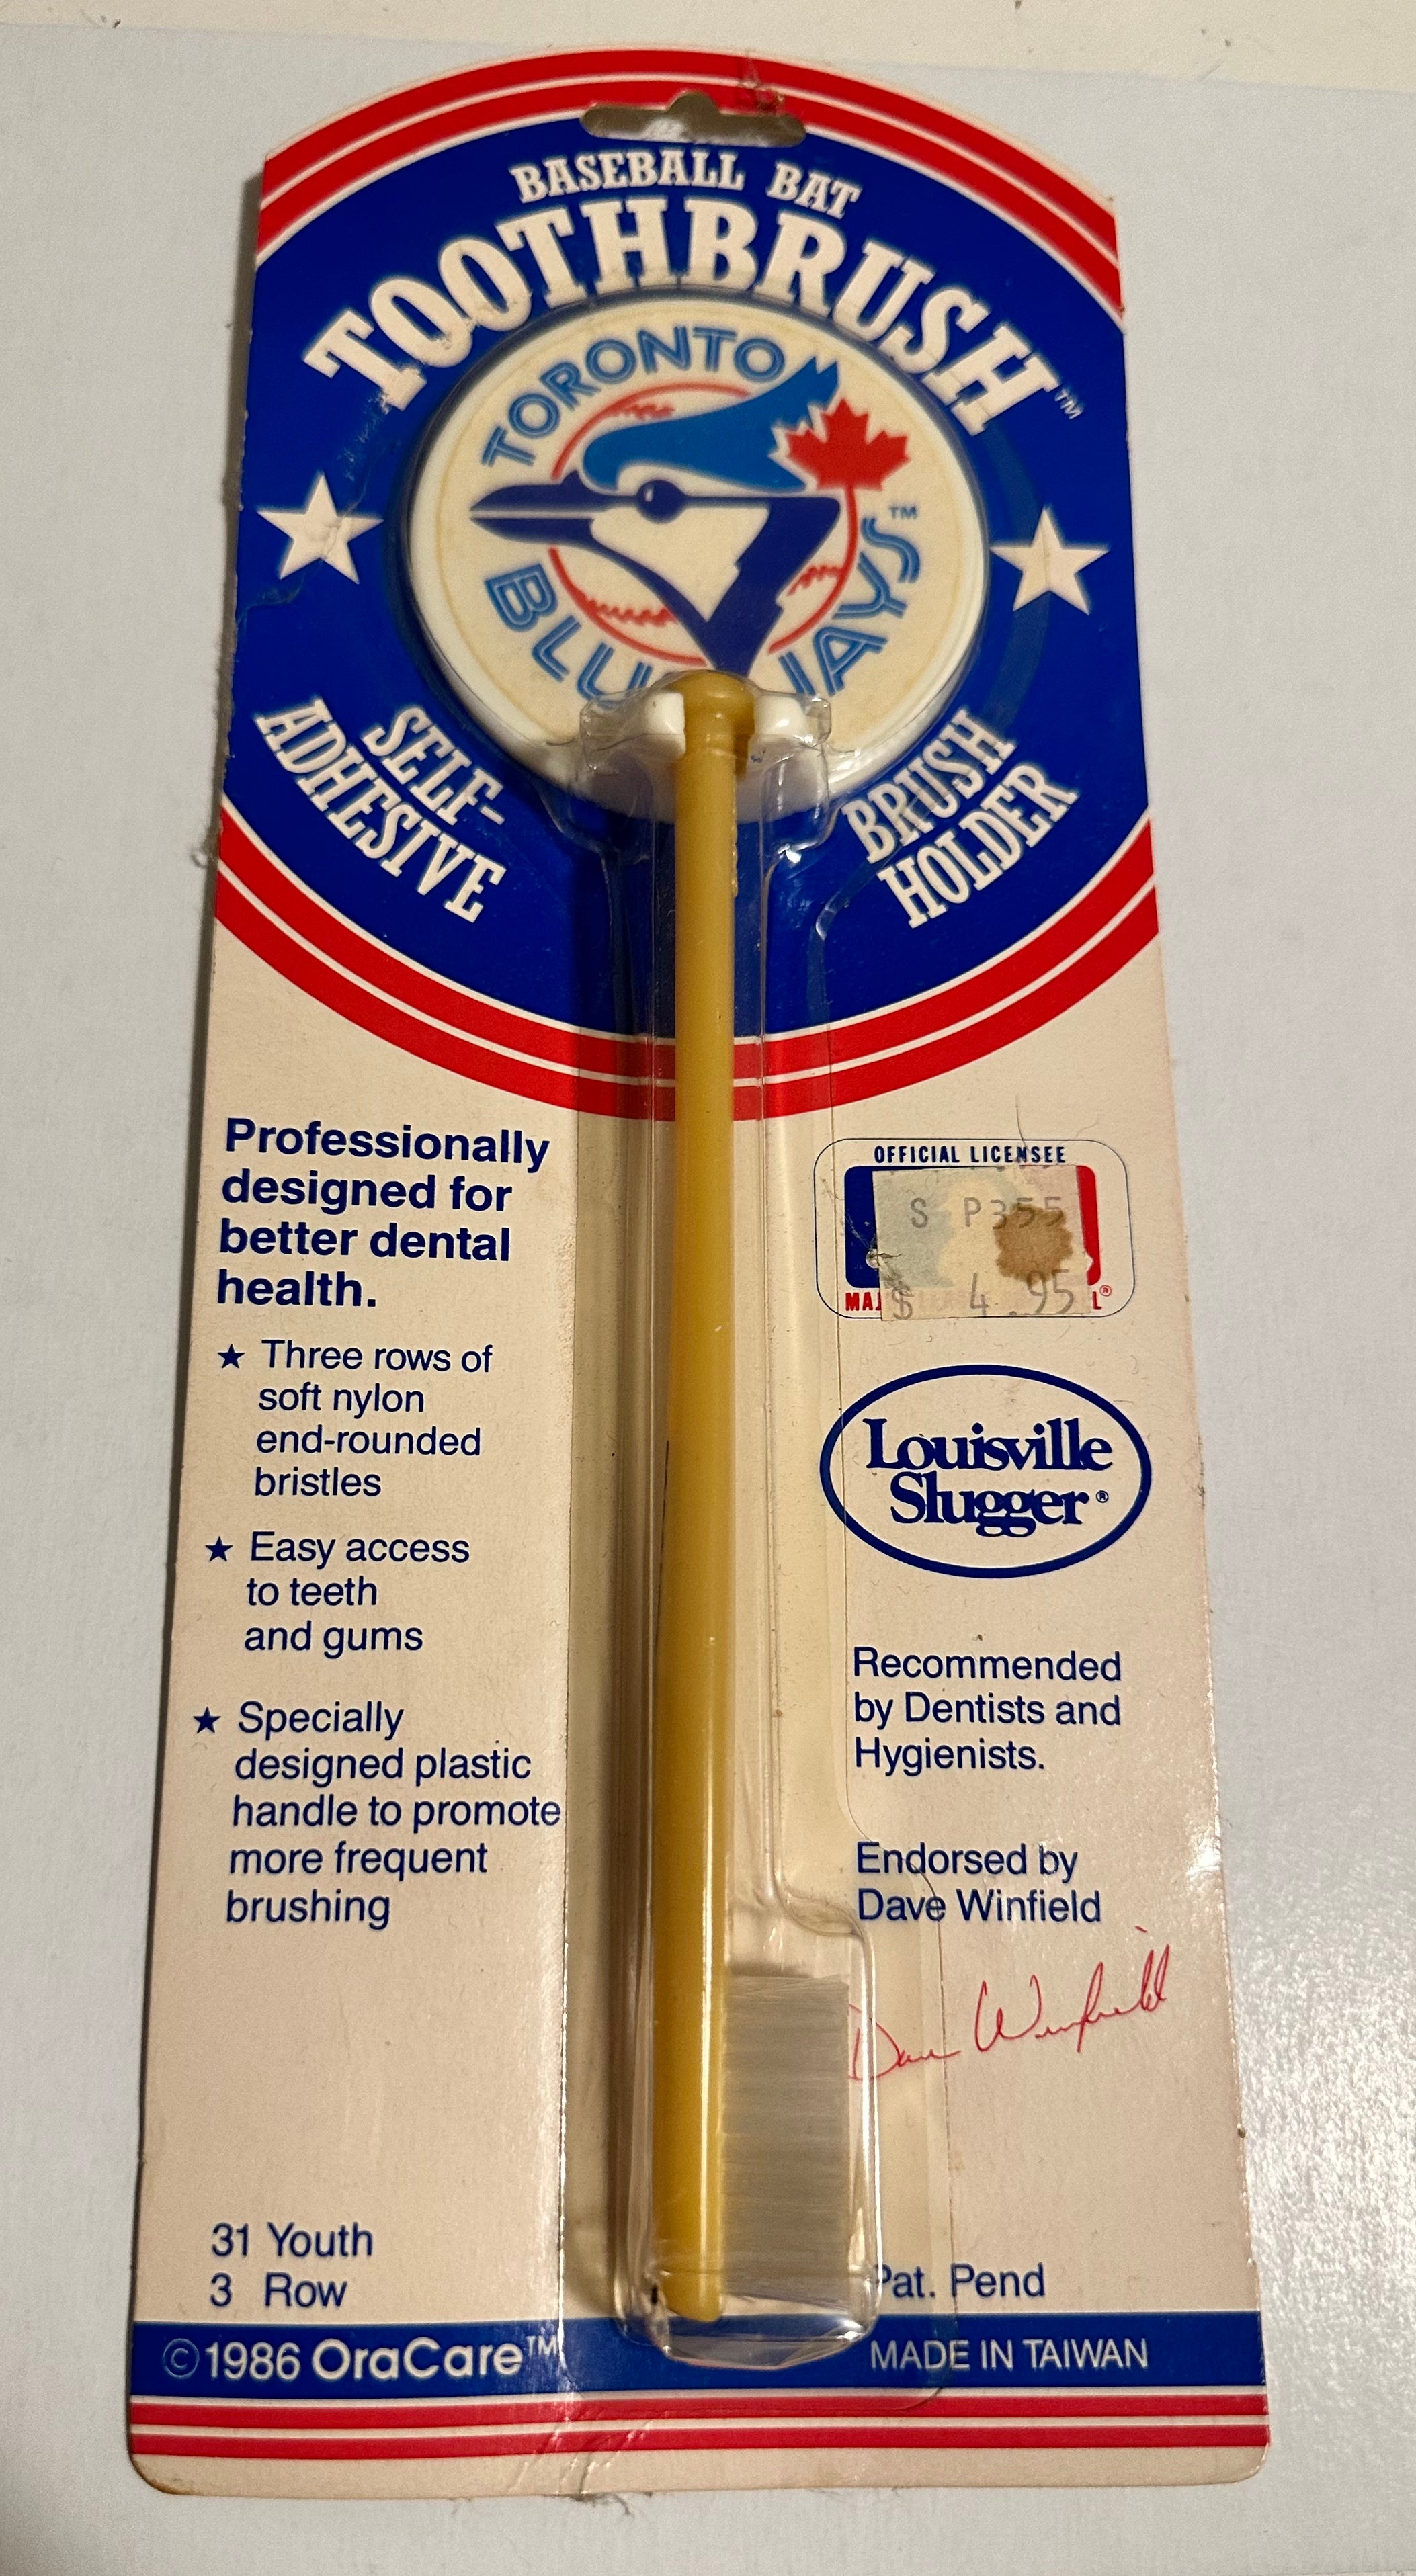 BASEBALL BAT
TOOTHBRUSH™
TORONTO
BLUE JAYS™
SELF-
ADHESIVE
BRUSH
HOLDER
Professionally
designed for
better dental
health.
★ Three rows of
soft nylon
end-rounded
bristles
★ Easy access
to teeth
and gums
★ Specially
designed plastic
handle to promote
more frequent
brushing
31 Youth
3 Row
OFFICIAL LICENSEE
S P355
$ 4.95
Louisville
Slugger®
Recommended
by Dentists and
Hygienists.
Endorsed by
Dave Winfield
Dave Winfield
Pat. Pend
©1986 OraCare™
MADE IN TAIWAN